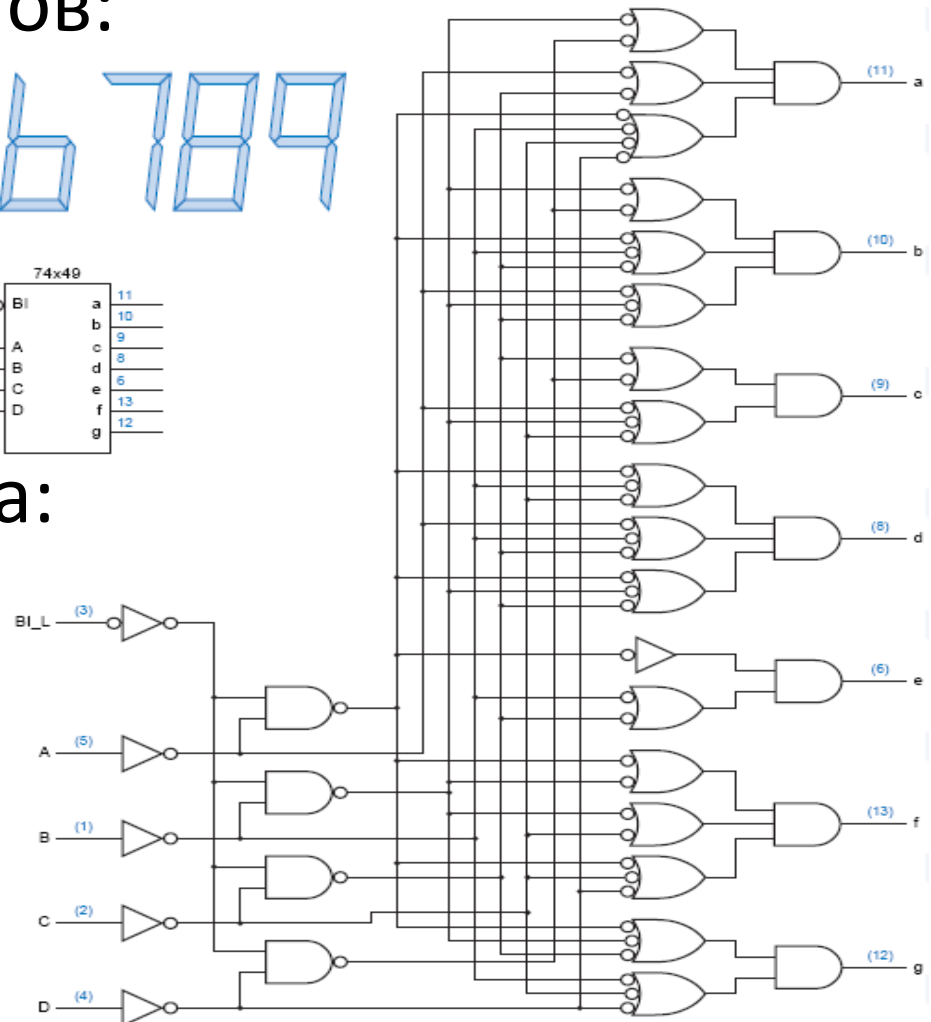 ов:
74x49
BI
A
B
C
D
a
b
c
d
e
f
g
11
10
9
8
6
13
12
а:
BI_L
(3)
A
(5)
B
(1)
C
(2)
D
(4)
(11)
a
(10)
b
(9)
c
(8)
d
(6)
e
(13)
f
(12)
g